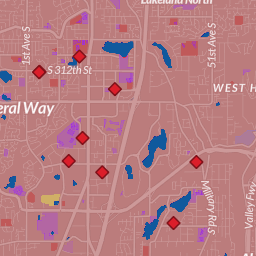 Lakeland North
1st Ave S
51st Ave S
S 312th St
WEST H
eral Way
Military Rd S
Valley Fwy